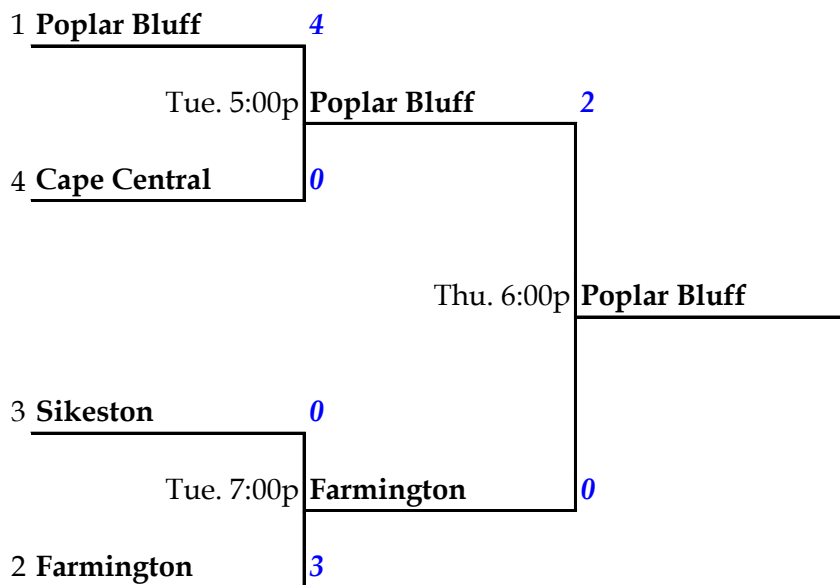 1 Poplar Bluff 4
Tue. 5:00p Poplar Bluff 2
4 Cape Central 0
Thu. 6:00p Poplar Bluff
3 Sikeston 0
Tue. 7:00p Farmington 0
2 Farmington 3